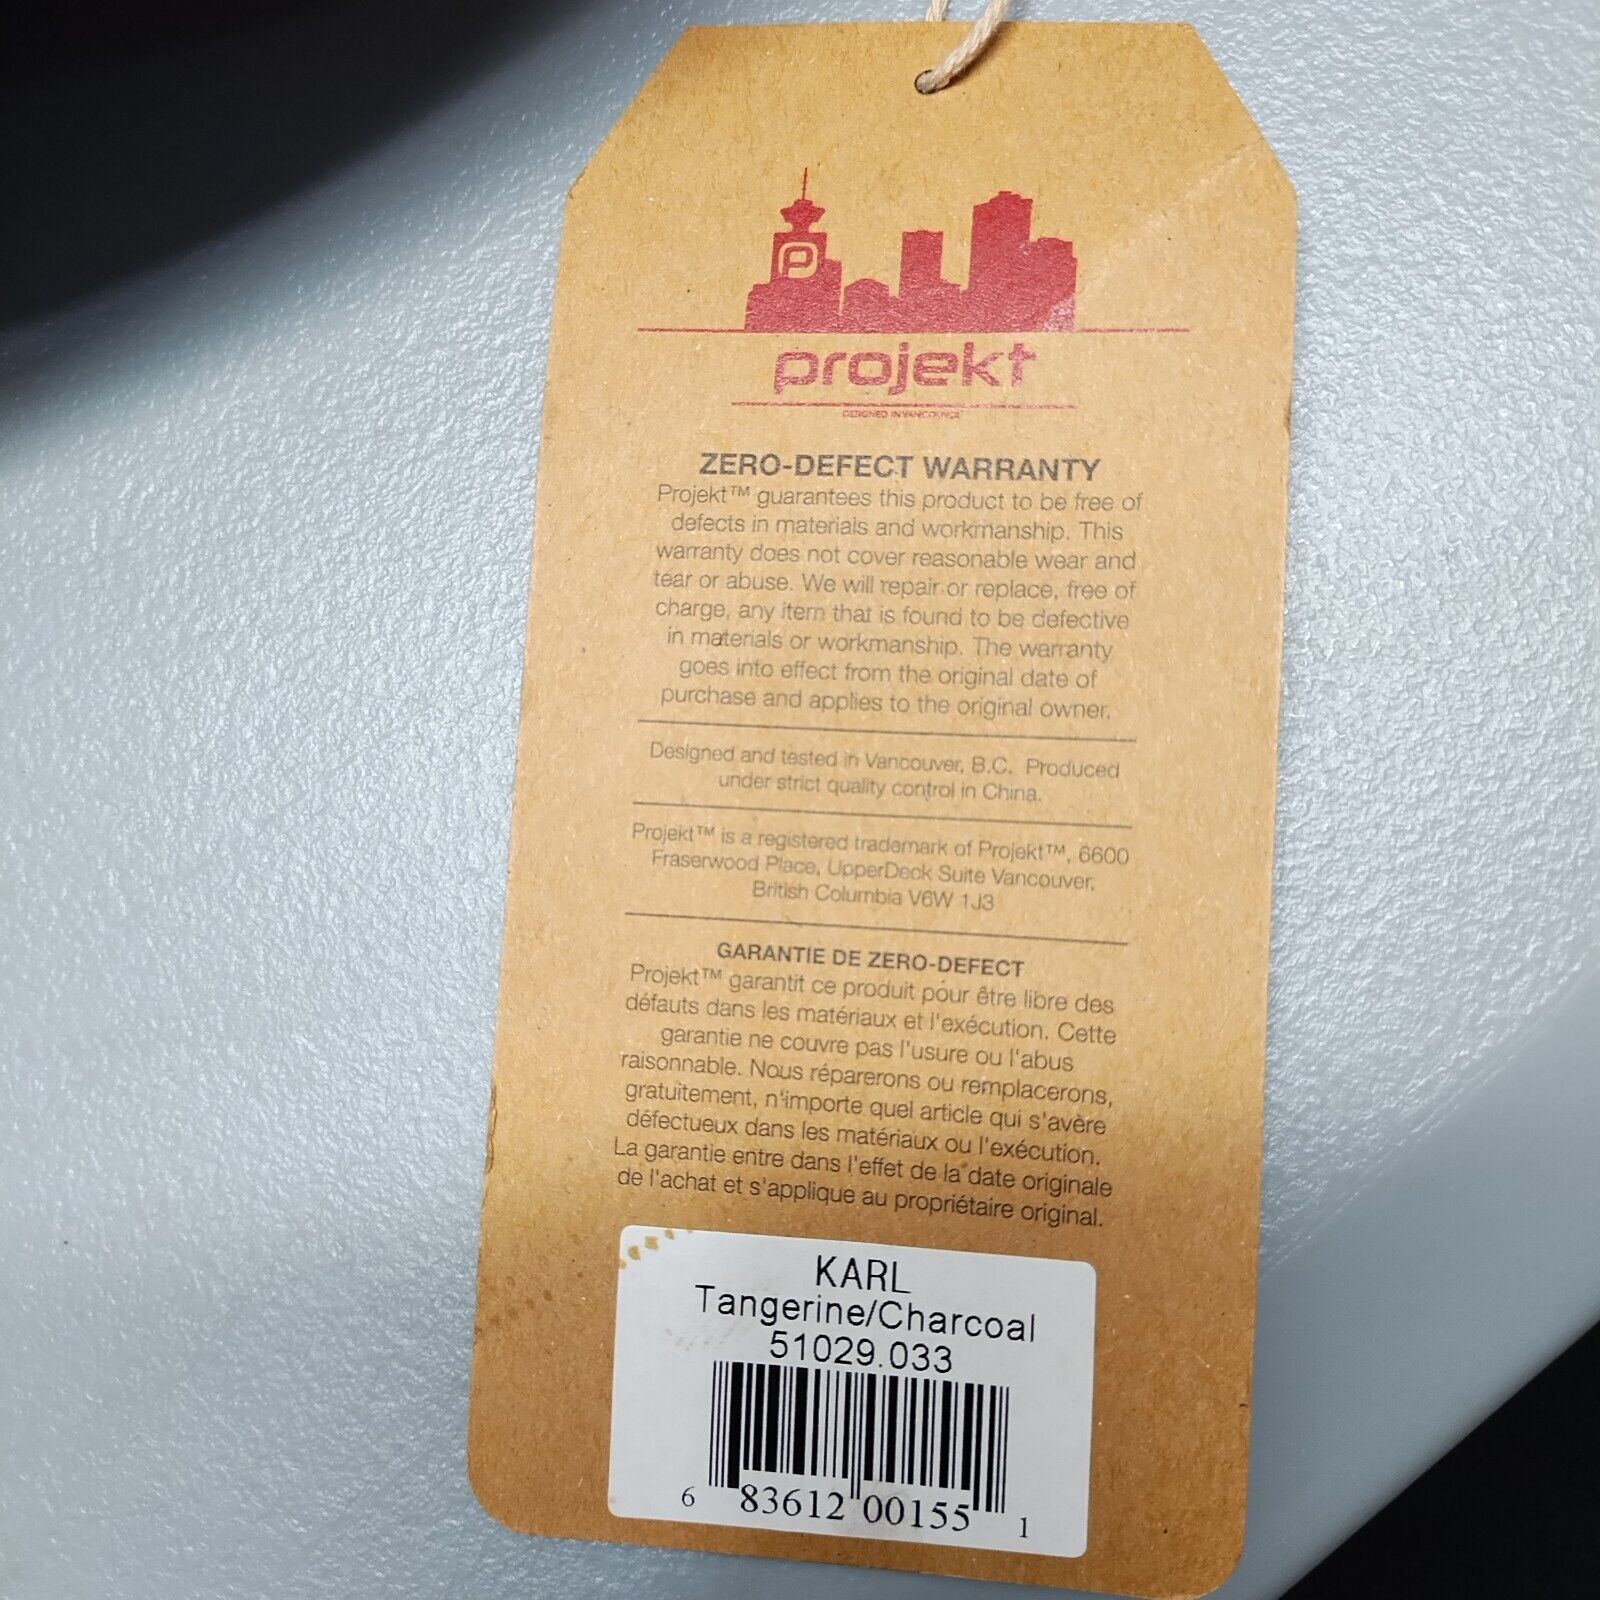 P
projekt
DESIGNED IN VANCOUVER
ZERO-DEFECT WARRANTY
Projekt™ guarantees this product to be free of
defects in materials and workmanship. This
warranty does not cover reasonable wear and
tear or abuse. We will repair or replace, free of
charge, any item that is found to be defective
in materials or workmanship. The warranty
goes into effect from the original date of
purchase and applies to the original owner.
Designed and tested in Vancouver, B.C. Produced
under strict quality control in China.
Projekt™ is a registered trademark of Projekt™, 6600
Fraserwood Place, UpperDeck Suite Vancouver,
British Columbia V6W 1J3
GARANTIE DE ZERO-DEFECT
Projekt™ garantit ce produit pour être libre des
défauts dans les matériaux et l'exécution. Cette
garantie ne couvre pas l'usure ou l'abus
raisonnable. Nous réparerons ou remplacerons,
gratuitement, n'importe quel article qui s'avère
défectueux dans les matériaux ou l'exécution.
La garantie entre dans l'effet de la date originale
de l'achat et s'applique au propriétaire original.
KARL
Tangerine/Charcoal
51029.033
6 83612 00155 1